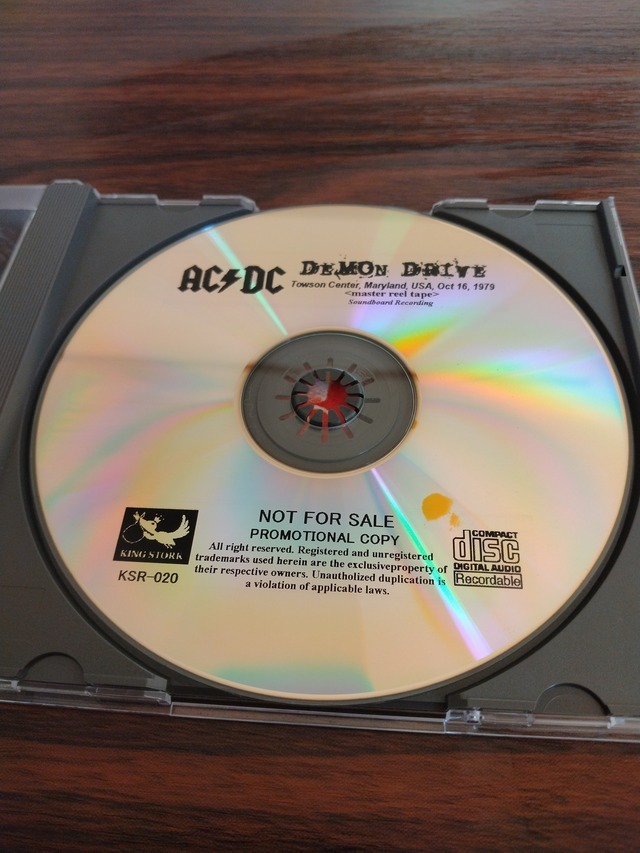 AC⚡DC DEMON DRIVE
Towson Center, Maryland, USA, Oct 16, 1979
<master reel tape>
Soundboard Recording
NOT FOR SALE
PROMOTIONAL COPY
All right reserved. Registered and unregistered
trademarks used herein are the exclusiveproperty of
their respective owners. Unautholized duplication is
a violation of applicable laws.
KING STORK
KSR-020
COMPACT
disc
DIGITAL AUDIO
Recordable